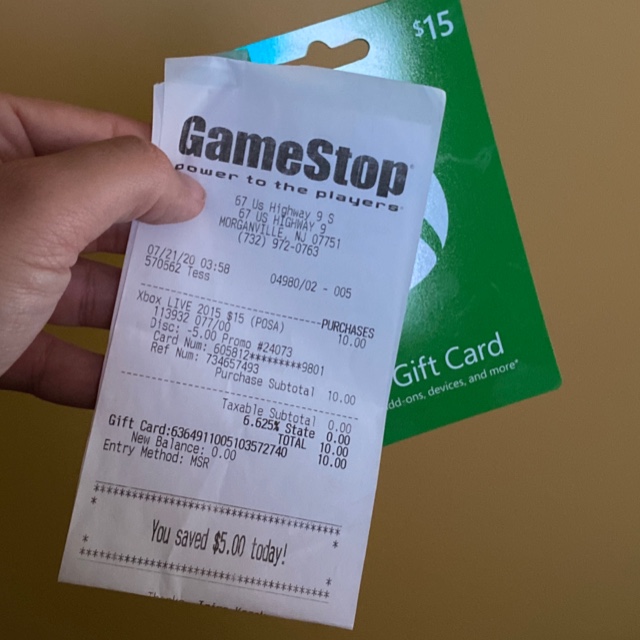 $15
GameStop
power to the players
67 Us Highway 9 S
67 US HIGHWAY 9
MORGANVILLE, NJ 07751
(732) 972-0763
07/21/20 03:58
570562 Tess 04980/02 - 005
PURCHASES
Xbox LIVE 2015 $15 (POSA) 10.00
113932 077/00
Disc: -5.00 Promo #24073
Card Num: 605812*********9801
Ref Num: 734657493
Purchase Subtotal 10.00
Taxable Subtotal 0.00
6.625% State 0.00
TOTAL 10.00
Gift Card:6364911005103572740 10.00
New Balance: 0.00
Entry Method: MSR
You saved $5.00 today!
Gift Card
and more*
devices,